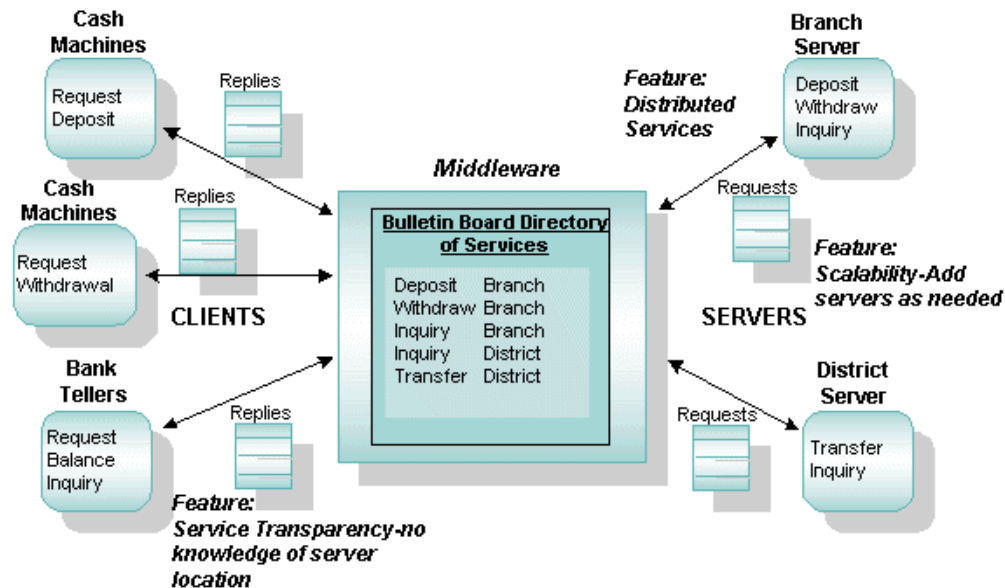 Cash
Machines
Request
Deposit
Replies
Cash
Machines
Request
Withdrawal
Replies
CLIENTS
Bank
Tellers
Request
Balance
Inquiry
Replies
Feature:
Service Transparency-no
knowledge of server
location
Middleware
Bulletin Board Directory
of Services
Deposit Branch
Withdraw Branch
Inquiry Branch
Inquiry District
Transfer District
Feature:
Distributed
Services
Branch
Server
Deposit
Withdraw
Inquiry
Requests
Feature:
Scalability-Add
servers as needed
SERVERS
District
Server
Requests
Transfer
Inquiry